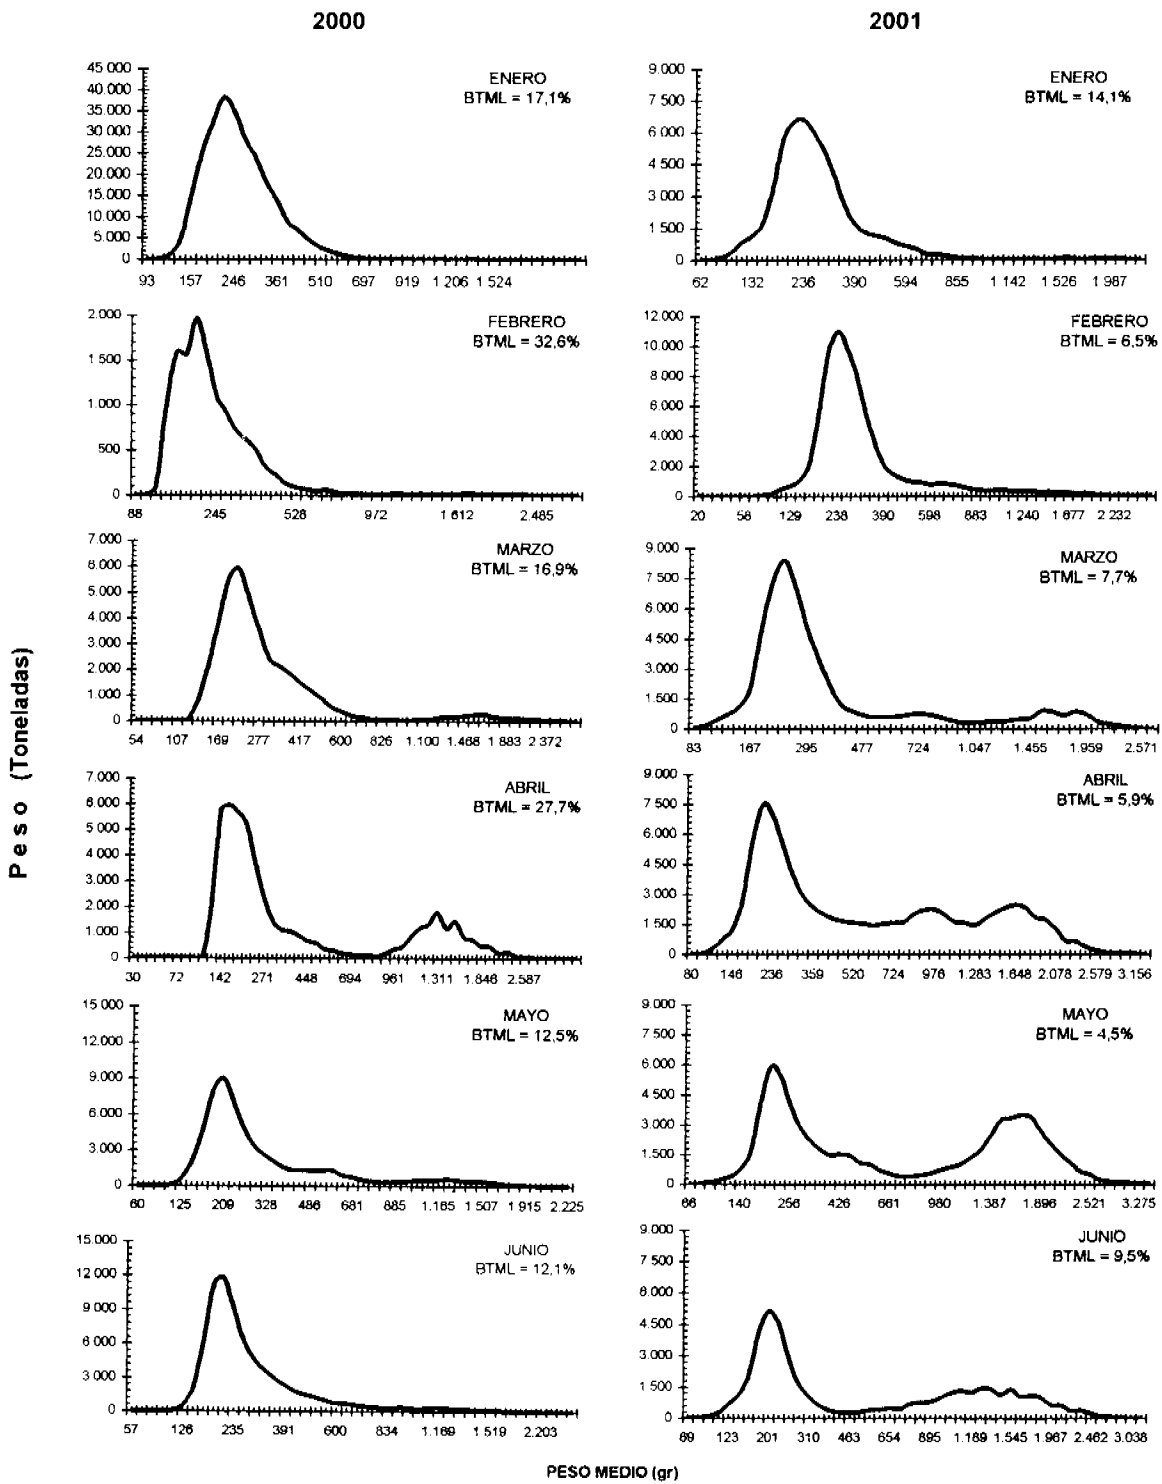 2000
2001
45 000
40.000
35.000
30.000
25.000
20.000
15.000
10.000
5.000
0
ENERO
BTML = 17,1%
93 157 246 361 510 697 919 1 206 1 524
9.000
7 500
6 000
4 500
3 000
1 500
0
ENERO
BTML = 14,1%
62 132 236 390 594 855 1 142 1 526 1 987
2.000
1 500
1.000
500
0
FEBRERO
BTML = 32,6%
88 245 528 972 1 612 2.485
12.000
10.000
8 000
6.000
4 000
2.000
0
FEBRERO
BTML = 6,5%
20 56 129 238 390 598 883 1 240 1 677 2 232
7.000
6.000
5.000
4.000
3.000
2.000
1.000
0
MARZO
BTML = 16,9%
54 107 169 277 417 600 826 1.100 1.468 1 883 2 372
9.000
7 500
6.000
4 500
3.000
1.500
0
MARZO
BTML = 7,7%
83 167 295 477 724 1.047 1.455 1.959 2.571
Peso (Toneladas)
7.000
6 000
5 000
4 000
3.000
2 000
1.000
0
ABRIL
BTML = 27,7%
30 72 142 271 448 694 961 1.311 1.846 2.587
9.000
7.500
6.000
4 500
3.000
1 500
0
ABRIL
BTML = 5,9%
80 146 236 359 520 724 976 1.283 1.648 2.078 2.579 3.156
15 000
12.000
9.000
6 000
3.000
0
MAYO
BTML = 12,5%
60 125 209 328 486 681 885 1.165 1 507 1 915 2.225
9.000
7 500
6.000
4 500
3.000
1.500
0
MAYO
BTML = 4,5%
86 140 256 426 661 980 1.387 1.896 2.521 3.275
15.000
12 000
9 000
6 000
3 000
0
JUNIO
BTML = 12,1%
57 126 235 391 600 834 1.169 1 519 2.203
9.000
7 500
6.000
4.500
3.000
1 500
0
JUNIO
BTML = 9,5%
69 123 201 310 463 654 895 1.189 1.545 1.967 2.462 3.038
PESO MEDIO (gr)